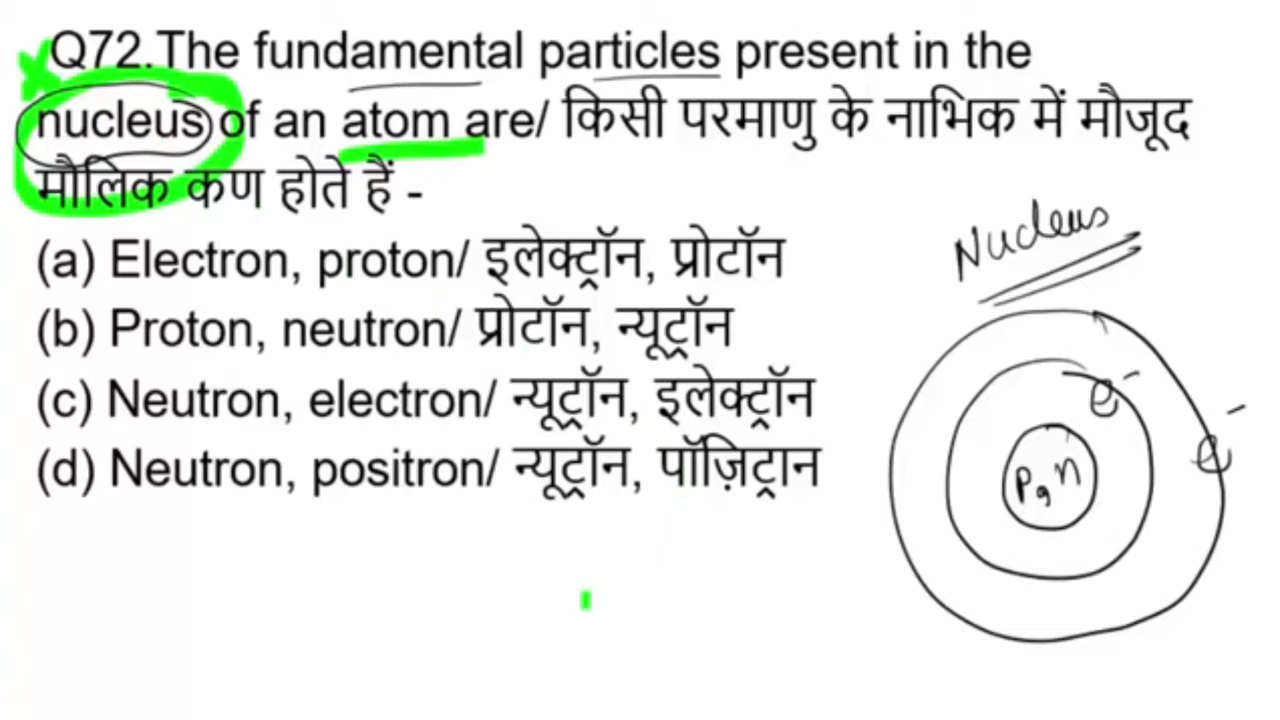 Q72.The fundamental particles present in the
nucleus of an atom are/ किसी परमाणु के नाभिक में मौजूद
मौलिक कण होते हैं -
(a) Electron, proton/ इलेक्ट्रॉन, प्रोटॉन
(b) Proton, neutron/ प्रोटॉन, न्यूट्रॉन
(c) Neutron, electron/ न्यूट्रॉन, इलेक्ट्रॉन
(d) Neutron, positron/ न्यूट्रॉन, पॉज़िट्रान
Nucleus
e⁻
e⁻
P, n